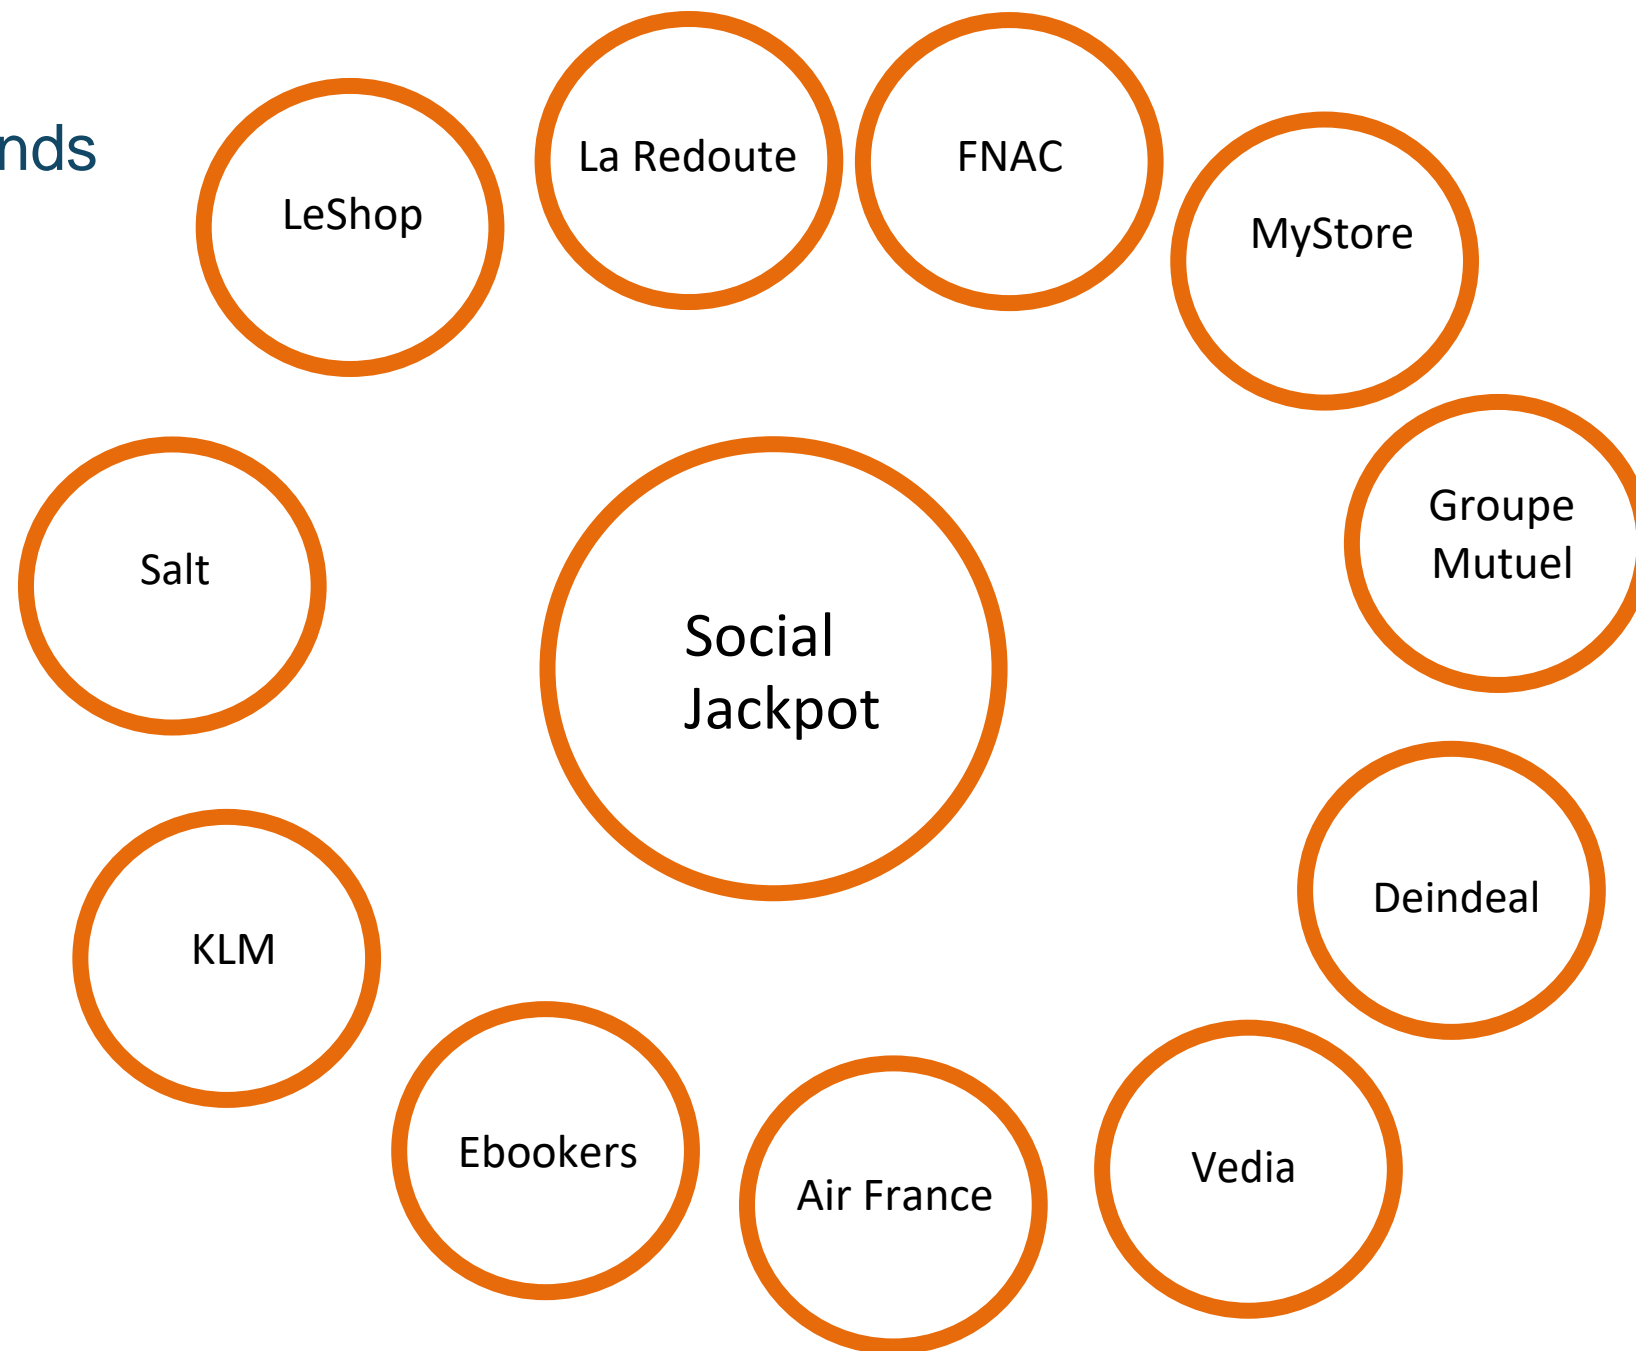 nds
LeShop
La Redoute
FNAC
MyStore
Groupe
Mutuel
Salt
Social
Jackpot
Deindeal
KLM
Ebookers
Air France
Vedia